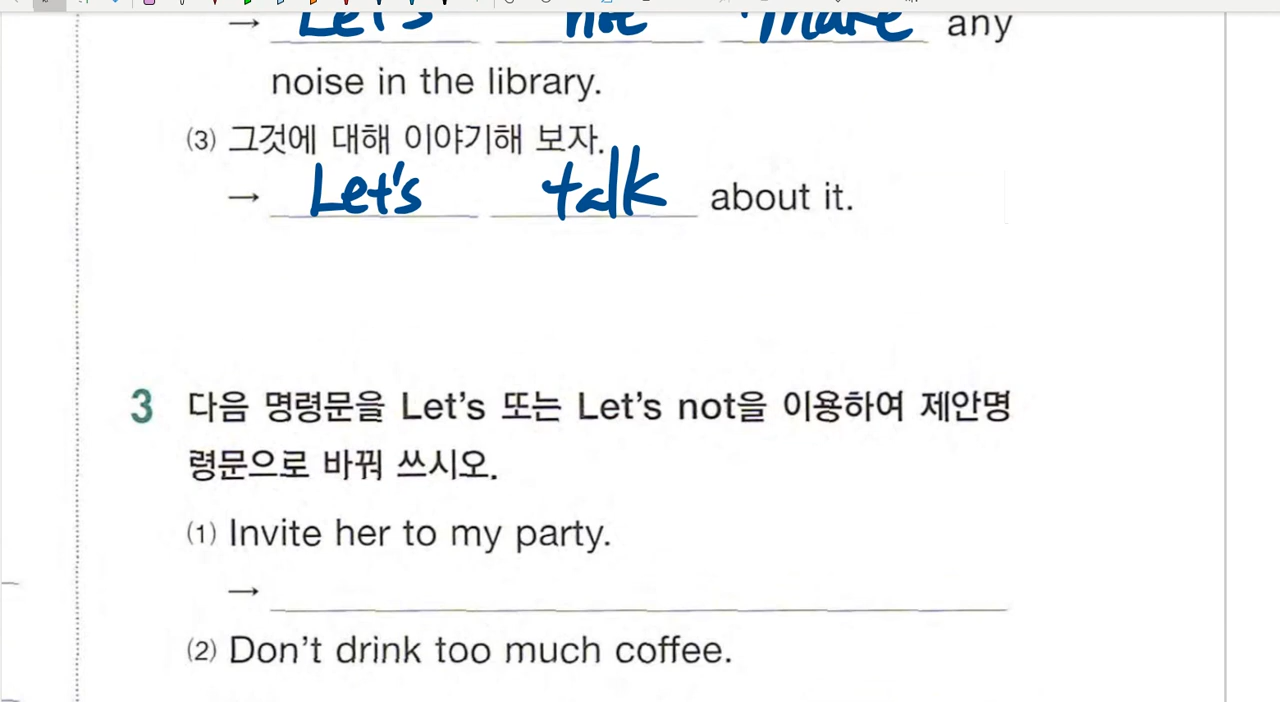 → Let's not make any
noise in the library.
(3) 그것에 대해 이야기해 보자.
→ Let's talk about it.
3 다음 명령문을 Let's 또는 Let's not을 이용하여 제안명
령문으로 바꿔 쓰시오.
(1) Invite her to my party.
→
(2) Don't drink too much coffee.